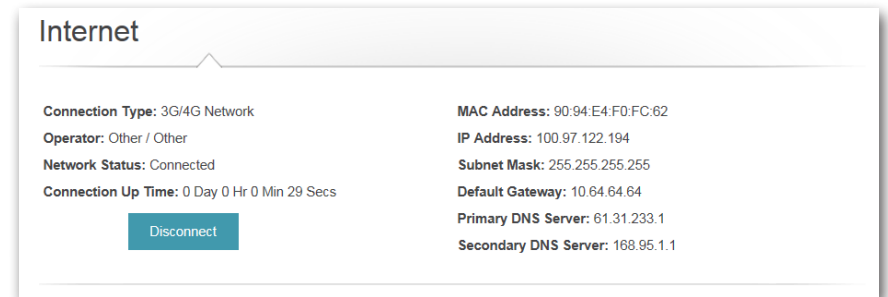 Internet
Connection Type: 3G/4G Network
Operator: Other / Other
Network Status: Connected
Connection Up Time: 0 Day 0 Hr 0 Min 29 Secs
Disconnect
MAC Address: 90:94:E4:F0:FC:62
IP Address: 100.97.122.194
Subnet Mask: 255.255.255.255
Default Gateway: 10.64.64.64
Primary DNS Server: 61.31.233.1
Secondary DNS Server: 168.95.1.1